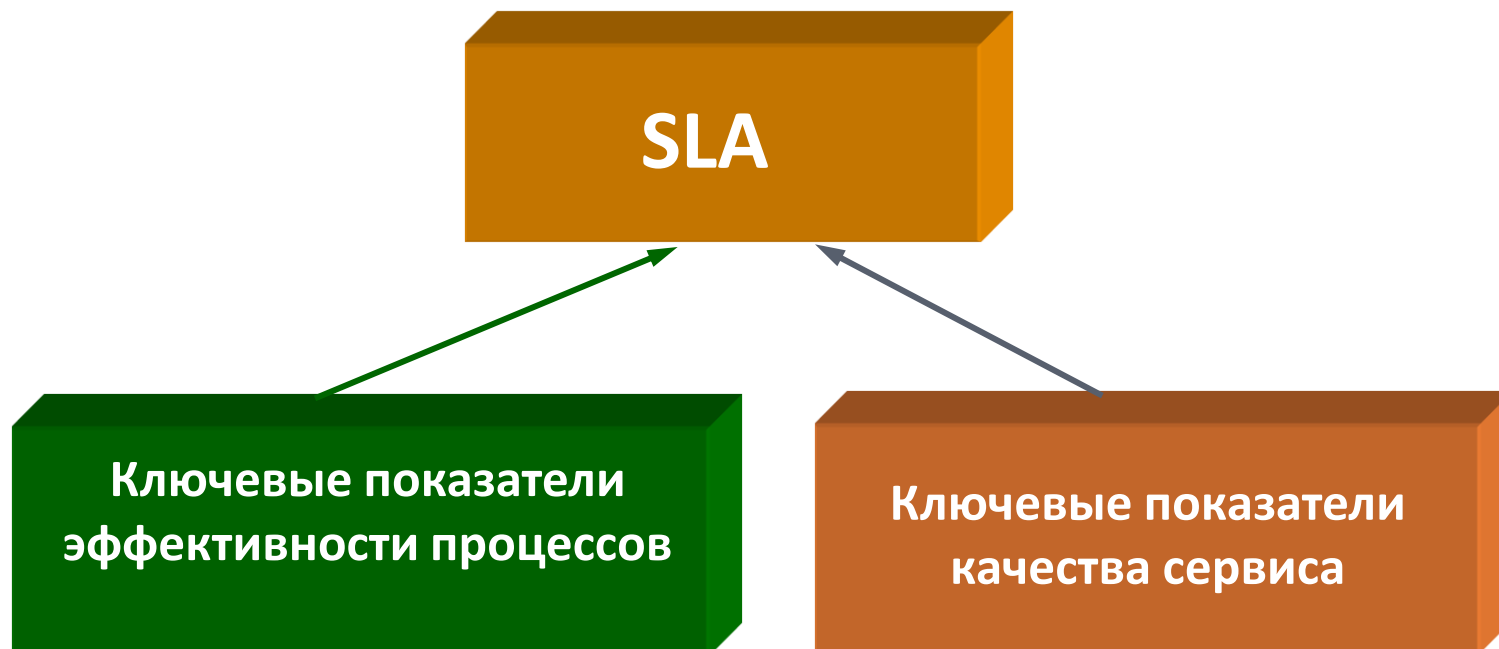 SLA
Ключевые показатели
эффективности процессов
Ключевые показатели
качества сервиса